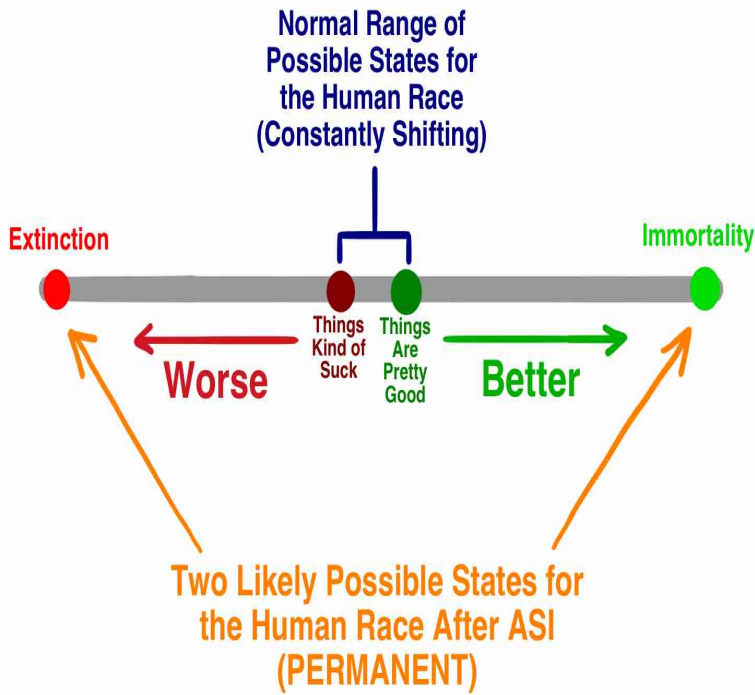 Normal Range of
Possible States for
the Human Race
(Constantly Shifting)
Extinction
Immortality
Things
Kind of
Suck
Things
Are
Pretty
Good
Worse
Better
Two Likely Possible States for
the Human Race After ASI
(PERMANENT)